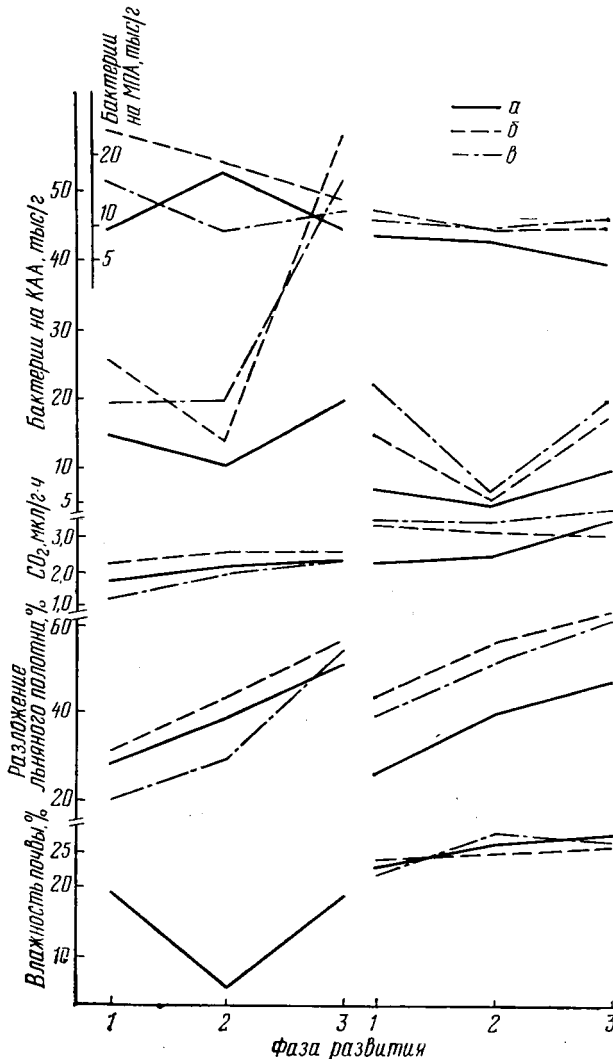 Бактерии
на МПА, тыс/г
20
10
5
а
б
в
Бактерии на КАА, тыс/г
50
40
30
20
10
5
CO₂, мкл/г·ч
3,0
2,0
1,0
Разложение
льняного полотна, %
60
40
20
Влажность почвы, %
25
20
10
1
2
3
1
2
3
Фаза развития